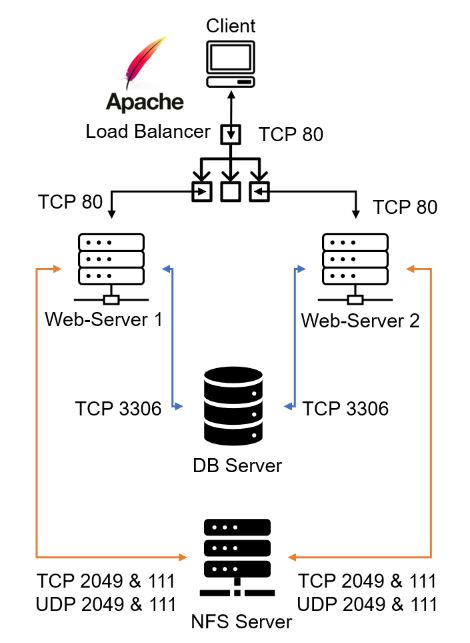 Client
Apache
Load Balancer
TCP 80
TCP 80
TCP 80
Web-Server 1
Web-Server 2
TCP 3306
TCP 3306
DB Server
TCP 2049 & 111
UDP 2049 & 111
TCP 2049 & 111
UDP 2049 & 111
NFS Server